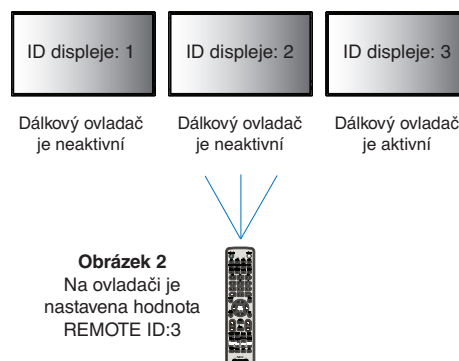 ID displeje: 1
ID displeje: 2
ID displeje: 3
Dálkový ovladač
je neaktivní
Dálkový ovladač
je neaktivní
Dálkový ovladač
je aktivní
Obrázek 2
Na ovladači je
nastavena hodnota
REMOTE ID:3